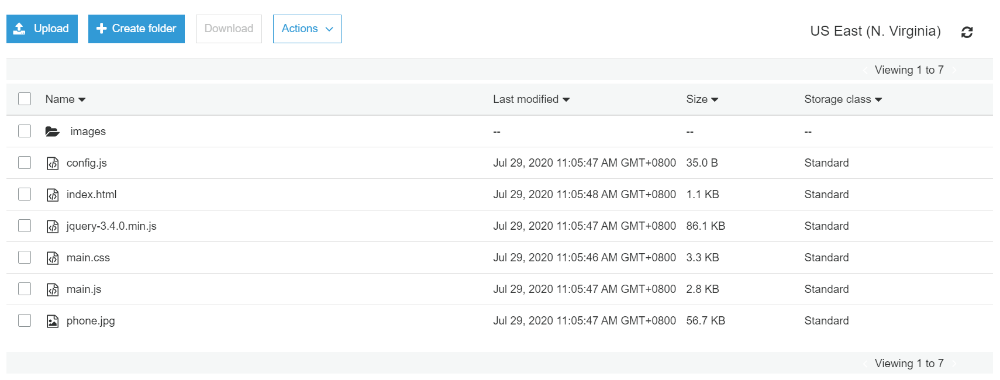 Upload Create folder Download Actions US East (N. Virginia)
Viewing 1 to 7
Name Last modified Size Storage class
images -- -- --
config.js Jul 29, 2020 11:05:47 AM GMT+0800 35.0 B Standard
index.html Jul 29, 2020 11:05:48 AM GMT+0800 1.1 KB Standard
jquery-3.4.0.min.js Jul 29, 2020 11:05:47 AM GMT+0800 86.1 KB Standard
main.css Jul 29, 2020 11:05:46 AM GMT+0800 3.3 KB Standard
main.js Jul 29, 2020 11:05:47 AM GMT+0800 2.8 KB Standard
phone.jpg Jul 29, 2020 11:05:47 AM GMT+0800 56.7 KB Standard
Viewing 1 to 7